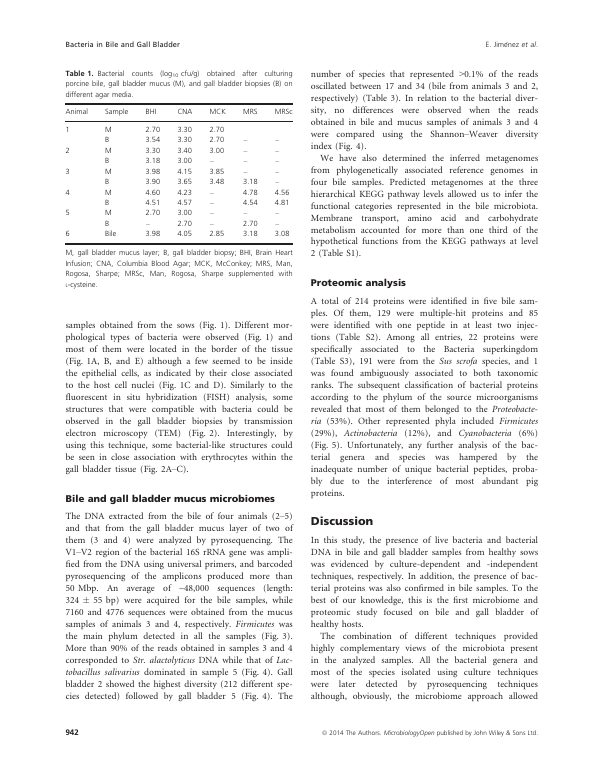 Bacteria in Bile and Gall Bladder
E. Jiménez et al.
Table 1. Bacterial counts (log10 cfu/g) obtained after culturing
porcine bile, gall bladder mucus (M), and gall bladder biopsies (B) on
different agar media.
Animal Sample BHI CNA MCK MRS MRSc
1 M 2.70 3.30 2.70
B 3.54 3.30 2.70 – –
2 M 3.30 3.40 3.00 – –
B 3.18 3.00 – – –
3 M 3.98 4.15 3.85 – –
B 3.90 3.65 3.48 3.18 –
4 M 4.60 4.23 – 4.78 4.56
B 4.51 4.57 – 4.54 4.81
5 M 2.70 3.00 – – –
B – 2.70 – 2.70 –
6 Bile 3.98 4.05 2.85 3.18 3.08
M, gall bladder mucus layer; B, gall bladder biopsy; BHI, Brain Heart
Infusion; CNA, Columbia Blood Agar; MCK, McConkey; MRS, Man,
Rogosa, Sharpe; MRSc, Man, Rogosa, Sharpe supplemented with
L-cysteine.
samples obtained from the sows (Fig. 1). Different mor-
phological types of bacteria were observed (Fig. 1) and
most of them were located in the border of the tissue
(Fig. 1A, B, and E) although a few seemed to be inside
the epithelial cells, as indicated by their close associated
to the host cell nuclei (Fig. 1C and D). Similarly to the
fluorescent in situ hybridization (FISH) analysis, some
structures that were compatible with bacteria could be
observed in the gall bladder biopsies by transmission
electron microscopy (TEM) (Fig. 2). Interestingly, by
using this technique, some bacterial-like structures could
be seen in close association with erythrocytes within the
gall bladder tissue (Fig. 2A–C).
Bile and gall bladder mucus microbiomes
The DNA extracted from the bile of four animals (2–5)
and that from the gall bladder mucus layer of two of
them (3 and 4) were analyzed by pyrosequencing. The
V1–V2 region of the bacterial 16S rRNA gene was ampli-
fied from the DNA using universal primers, and barcoded
pyrosequencing of the amplicons produced more than
50 Mbp. An average of ~48,000 sequences (length:
324 ± 55 bp) were acquired for the bile samples, while
7160 and 4776 sequences were obtained from the mucus
samples of animals 3 and 4, respectively. Firmicutes was
the main phylum detected in all the samples (Fig. 3).
More than 90% of the reads obtained in samples 3 and 4
corresponded to Str. alactolyticus DNA while that of Lac-
tobacillus salivarius dominated in sample 5 (Fig. 4). Gall
bladder 2 showed the highest diversity (212 different spe-
cies detected) followed by gall bladder 5 (Fig. 4). The
number of species that represented >0.1% of the reads
oscillated between 17 and 34 (bile from animals 3 and 2,
respectively) (Table 3). In relation to the bacterial diver-
sity, no differences were observed when the reads
obtained in bile and mucus samples of animals 3 and 4
were compared using the Shannon–Weaver diversity
index (Fig. 4).
We have also determined the inferred metagenomes
from phylogenetically associated reference genomes in
four bile samples. Predicted metagenomes at the three
hierarchical KEGG pathway levels allowed us to infer the
functional categories represented in the bile microbiota.
Membrane transport, amino acid and carbohydrate
metabolism accounted for more than one third of the
hypothetical functions from the KEGG pathways at level
2 (Table S1).
Proteomic analysis
A total of 214 proteins were identified in five bile sam-
ples. Of them, 129 were multiple-hit proteins and 85
were identified with one peptide in at least two injec-
tions (Table S2). Among all entries, 22 proteins were
specifically associated to the Bacteria superkingdom
(Table S3), 191 were from the Sus scrofa species, and 1
was found ambiguously associated to both taxonomic
ranks. The subsequent classification of bacterial proteins
according to the phylum of the source microorganisms
revealed that most of them belonged to the Proteobacte-
ria (53%). Other represented phyla included Firmicutes
(29%), Actinobacteria (12%), and Cyanobacteria (6%)
(Fig. 5). Unfortunately, any further analysis of the bac-
terial genera and species was hampered by the
inadequate number of unique bacterial peptides, proba-
bly due to the interference of most abundant pig
proteins.
Discussion
In this study, the presence of live bacteria and bacterial
DNA in bile and gall bladder samples from healthy sows
was evidenced by culture-dependent and -independent
techniques, respectively. In addition, the presence of bac-
terial proteins was also confirmed in bile samples. To the
best of our knowledge, this is the first microbiome and
proteomic study focused on bile and gall bladder of
healthy hosts.
The combination of different techniques provided
highly complementary views of the microbiota present
in the analyzed samples. All the bacterial genera and
most of the species isolated using culture techniques
were later detected by pyrosequencing techniques
although, obviously, the microbiome approach allowed
942
© 2014 The Authors. MicrobiologyOpen published by John Wiley & Sons Ltd.